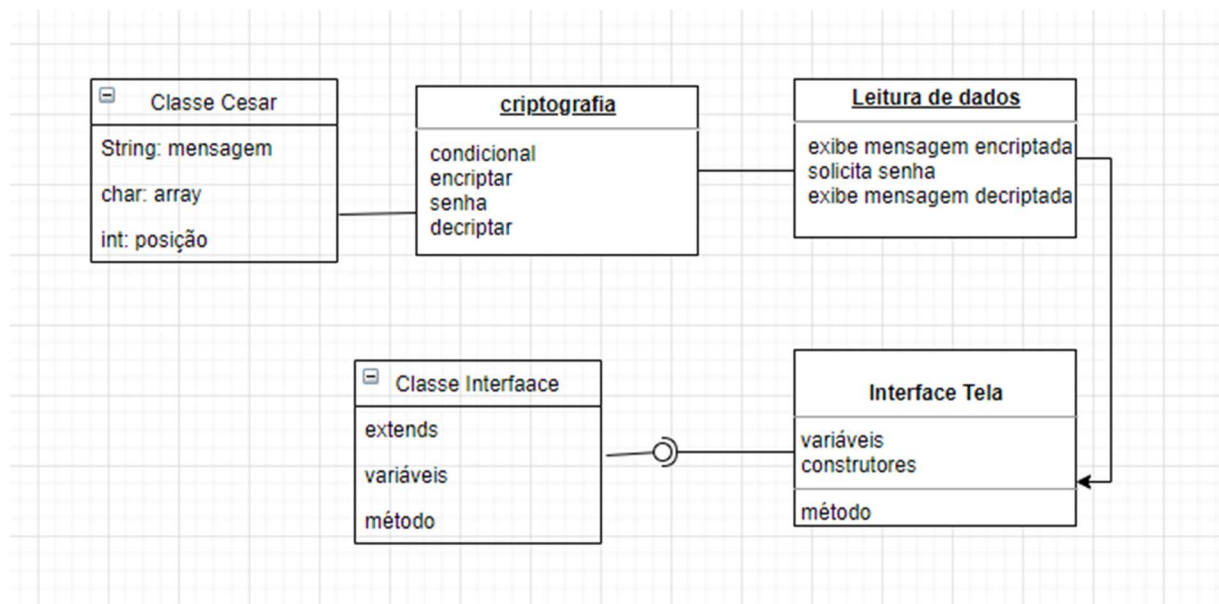 Classe Cesar
String: mensagem
char: array
int: posição
criptografia
condicional
encriptar
senha
decriptar
Leitura de dados
exibe mensagem encriptada
solicita senha
exibe mensagem decriptada
Classe Interfaace
extends
variáveis
método
Interface Tela
variáveis
construtores
método